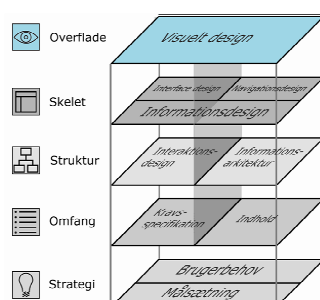 Overflade
Visuelt design
Skelet
Interface design
Navigationsdesign
Informationsdesign
Struktur
Interaktions-
design
Informations-
arkitektur
Omfang
Kravs-
specifikation
Indhold
Strategi
Brugerbehov
Målsætning